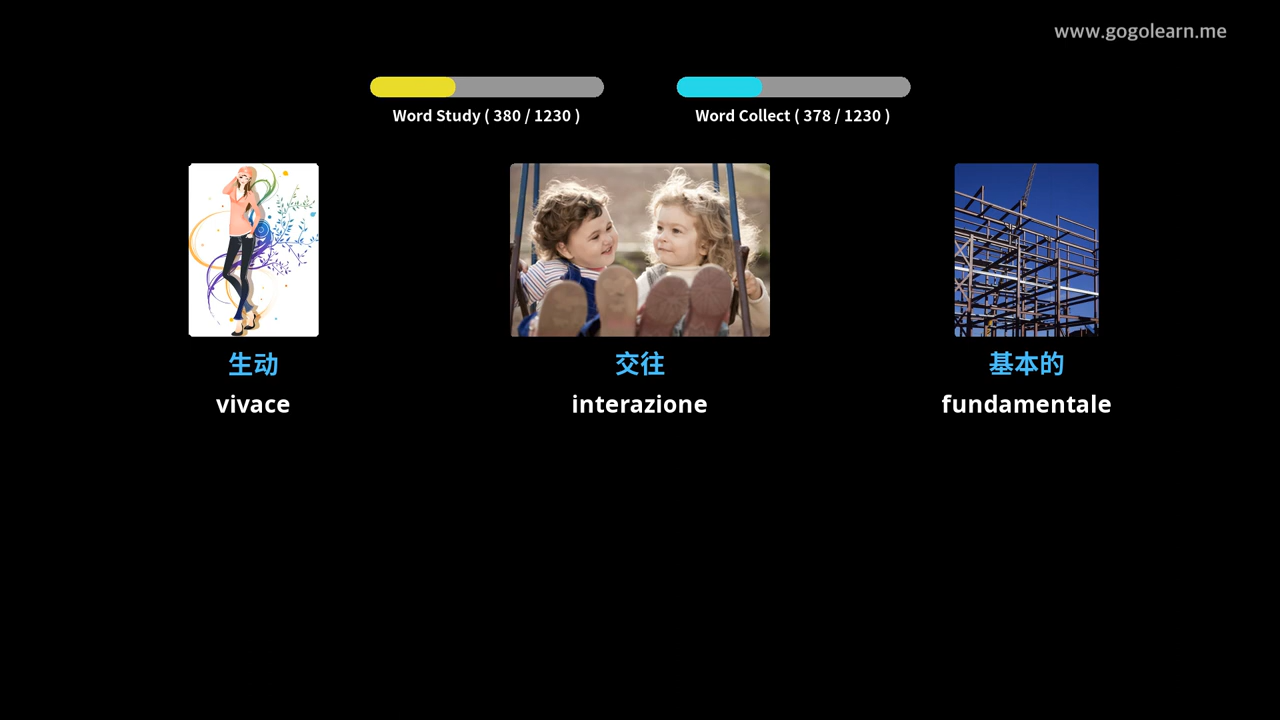 www.gogolearn.me
Word Study ( 380 / 1230 )
Word Collect ( 378 / 1230 )
生动
vivace
交往
interazione
基本的
fundamentale